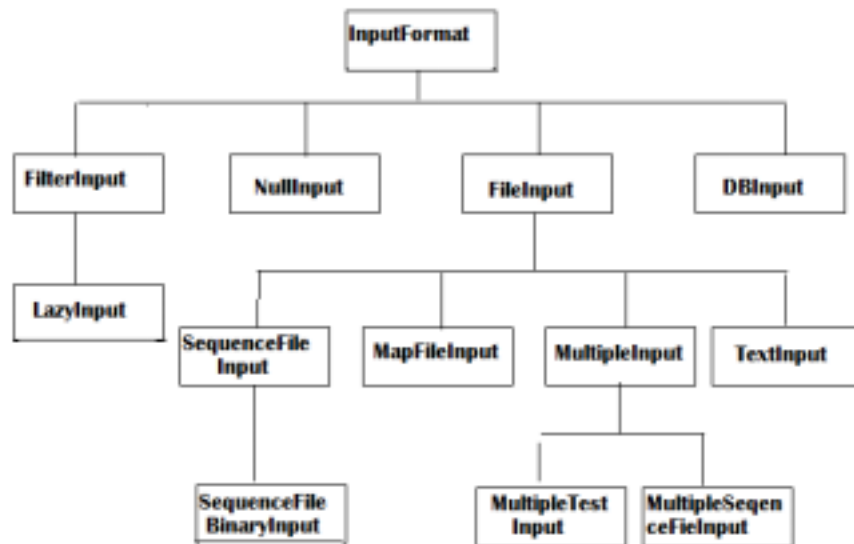 InputFormat
FilterInput
NullInput
FileInput
DBInput
LazyInput
SequenceFile
Input
MapFileInput
MultipleInput
TextInput
SequenceFile
BinaryInput
MultipleTest
Input
MultipleSeqen
ceFieInput